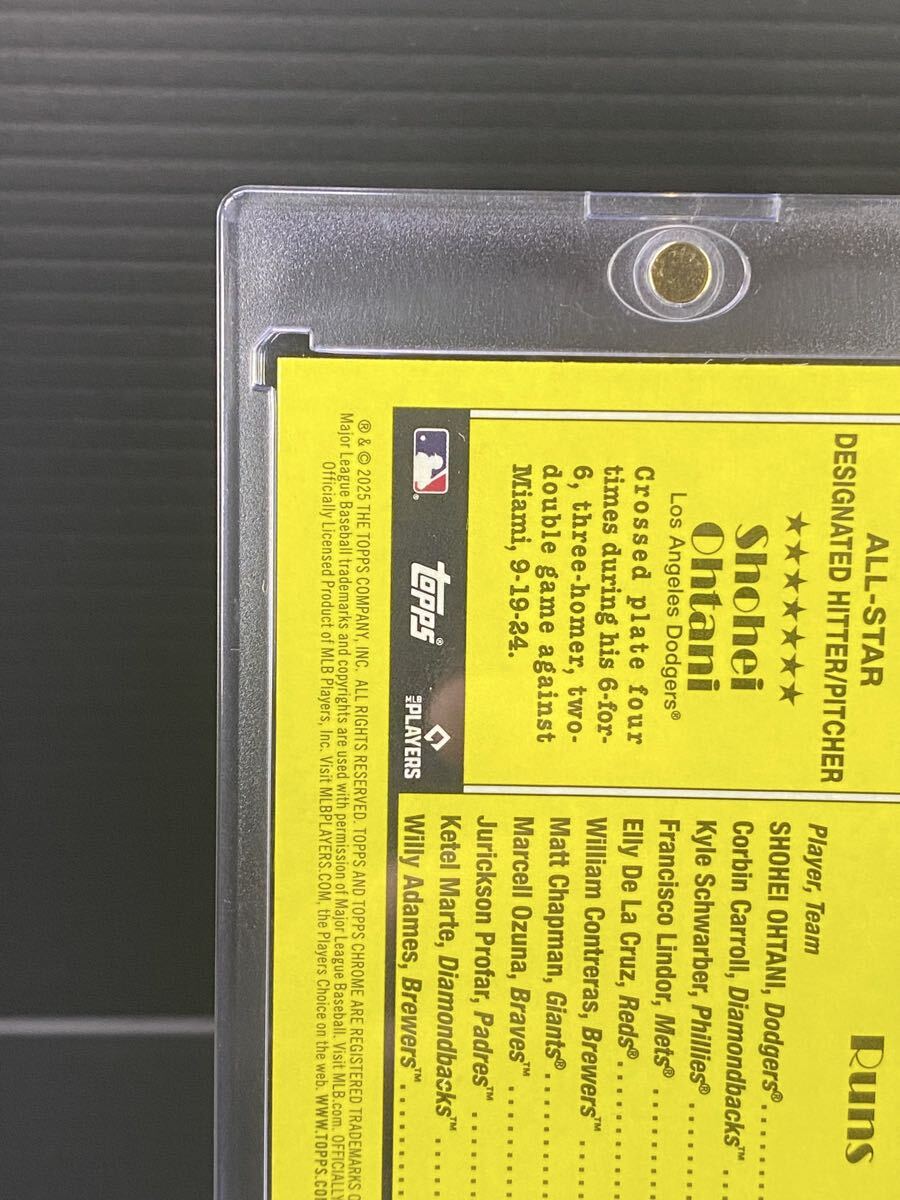 ALL-STAR
DESIGNATED HITTER/PITCHER
★★★★★★
Shohei
Ohtani
Los Angeles Dodgers®
Crossed plate four
times during his 6-for-
6, three-homer, two-
double game against
Miami, 9-19-24.
Runs
Player, Team
SHOHEI OHTANI, Dodgers®
Corbin Carroll, Diamondbacks™
Kyle Schwarber, Phillies®
Francisco Lindor, Mets®
Elly De La Cruz, Reds®
William Contreras, Brewers™
Matt Chapman, Giants®
Marcell Ozuna, Braves™
Jurickson Profar, Padres™
Ketel Marte, Diamondbacks™
Willy Adames, Brewers™
topps®
MLB PLAYERS
® & © 2025 THE TOPPS COMPANY, INC. ALL RIGHTS RESERVED. TOPPS AND TOPPS CHROME ARE REGISTERED TRADEMARKS
Major League Baseball trademarks and copyrights are used with permission of Major League Baseball. Visit MLB.com. OFFICIALLY
Officially Licensed Product of MLB Players, Inc. Visit MLBPLAYERS.COM, the Players Choice on the web. WWW.TOPPS.CO